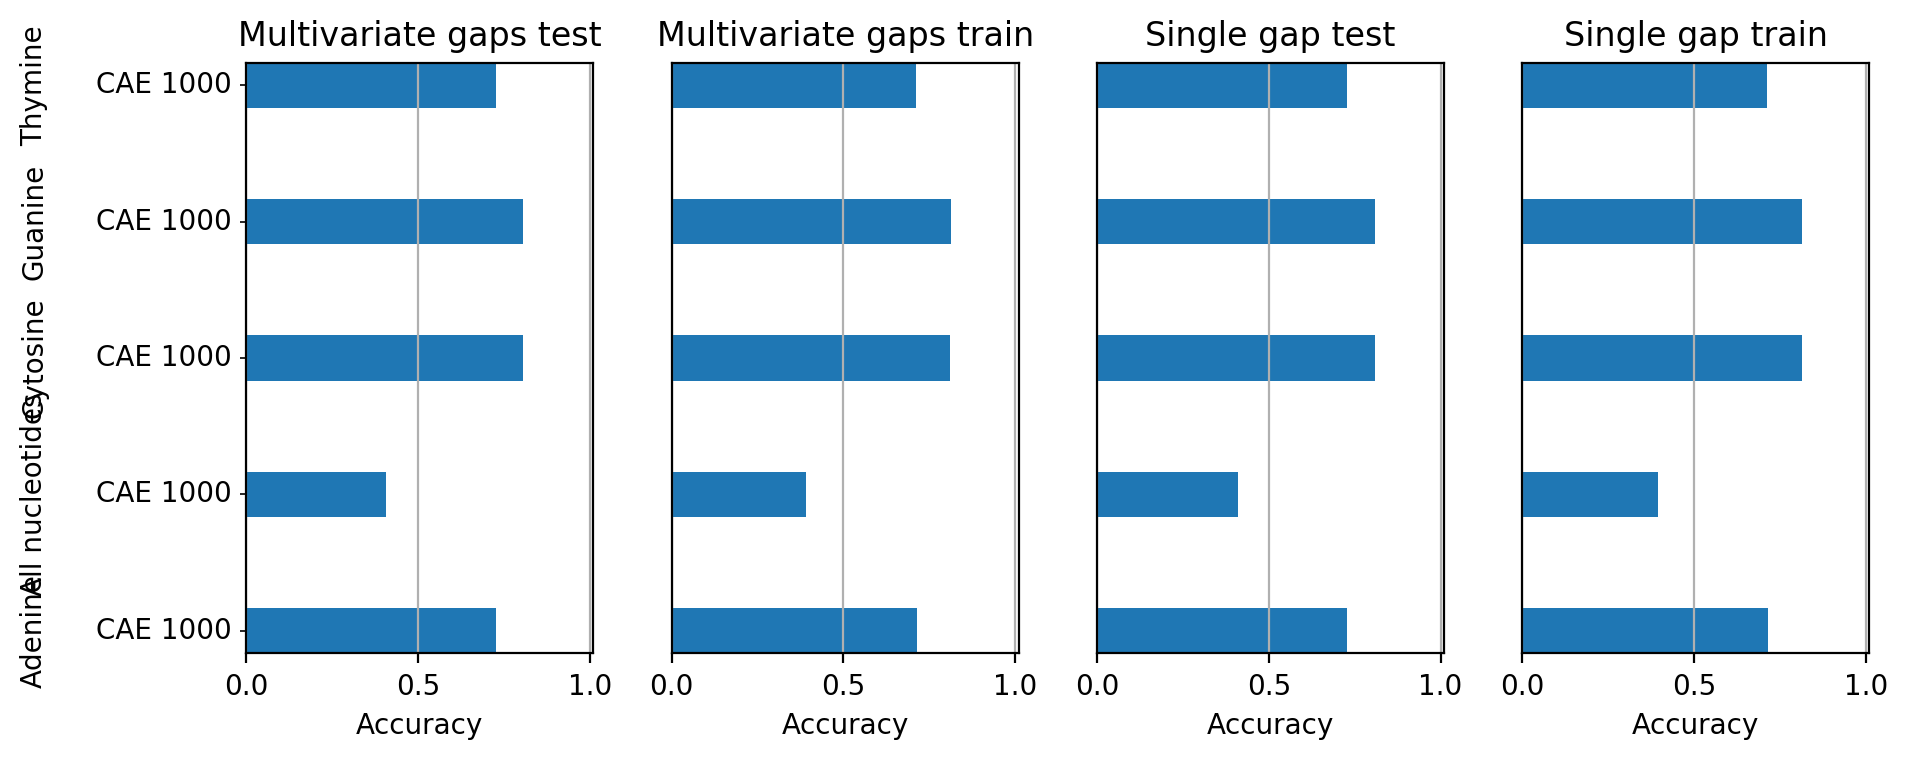 Multivariate gaps test
Multivariate gaps train
Single gap test
Single gap train
Thymine
CAE 1000
Guanine
CAE 1000
Cytosine
CAE 1000
All nucleotides
CAE 1000
Adenine
CAE 1000
0.0 0.5 1.0
0.0 0.5 1.0
0.0 0.5 1.0
0.0 0.5 1.0
Accuracy
Accuracy
Accuracy
Accuracy